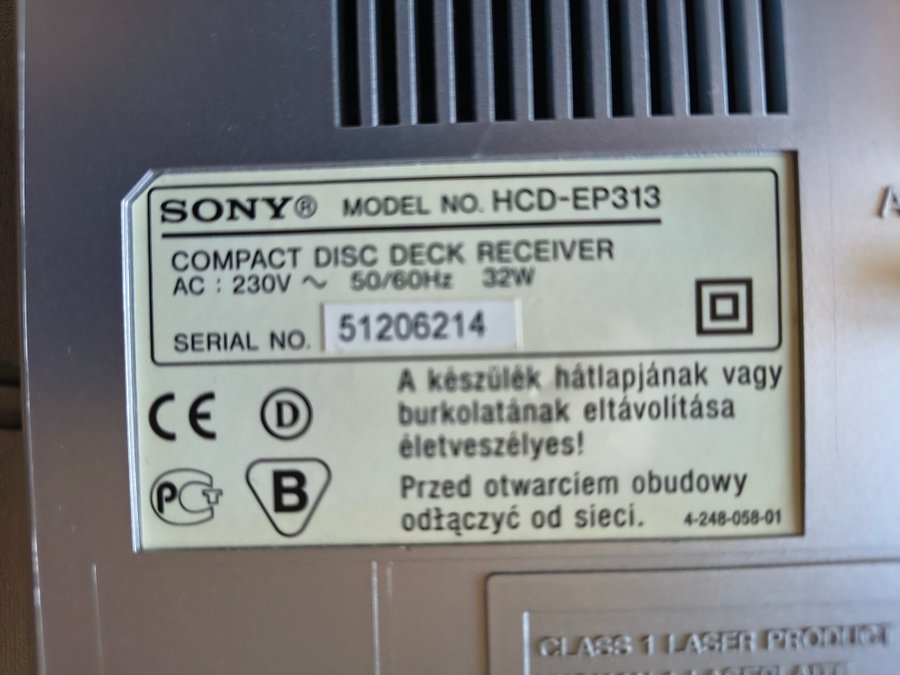 SONY® MODEL NO. HCD-EP313
COMPACT DISC DECK RECEIVER
AC : 230V ~ 50/60Hz 32W
SERIAL NO. 51206214
CE D
PCT B
A készülék hátlapjának vagy
burkolatának eltávolítása
életveszélyes!
Przed otwarciem obudowy
odłączyć od sieci. 4-248-058-01
CLASS 1 LASER PRODUCT